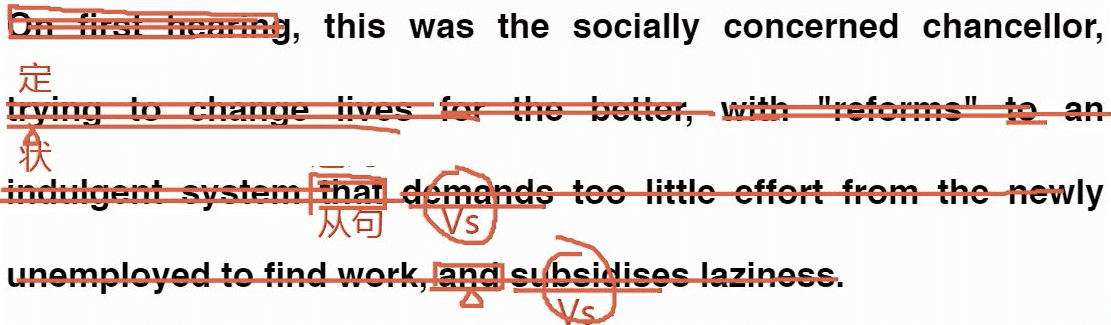 On first hearing, this was the socially concerned chancellor,
定
trying to change lives for the better, with "reforms" to an
状
indulgent system that demands too little effort from the newly
从句 Vs
unemployed to find work, and subsidises laziness.
Vs